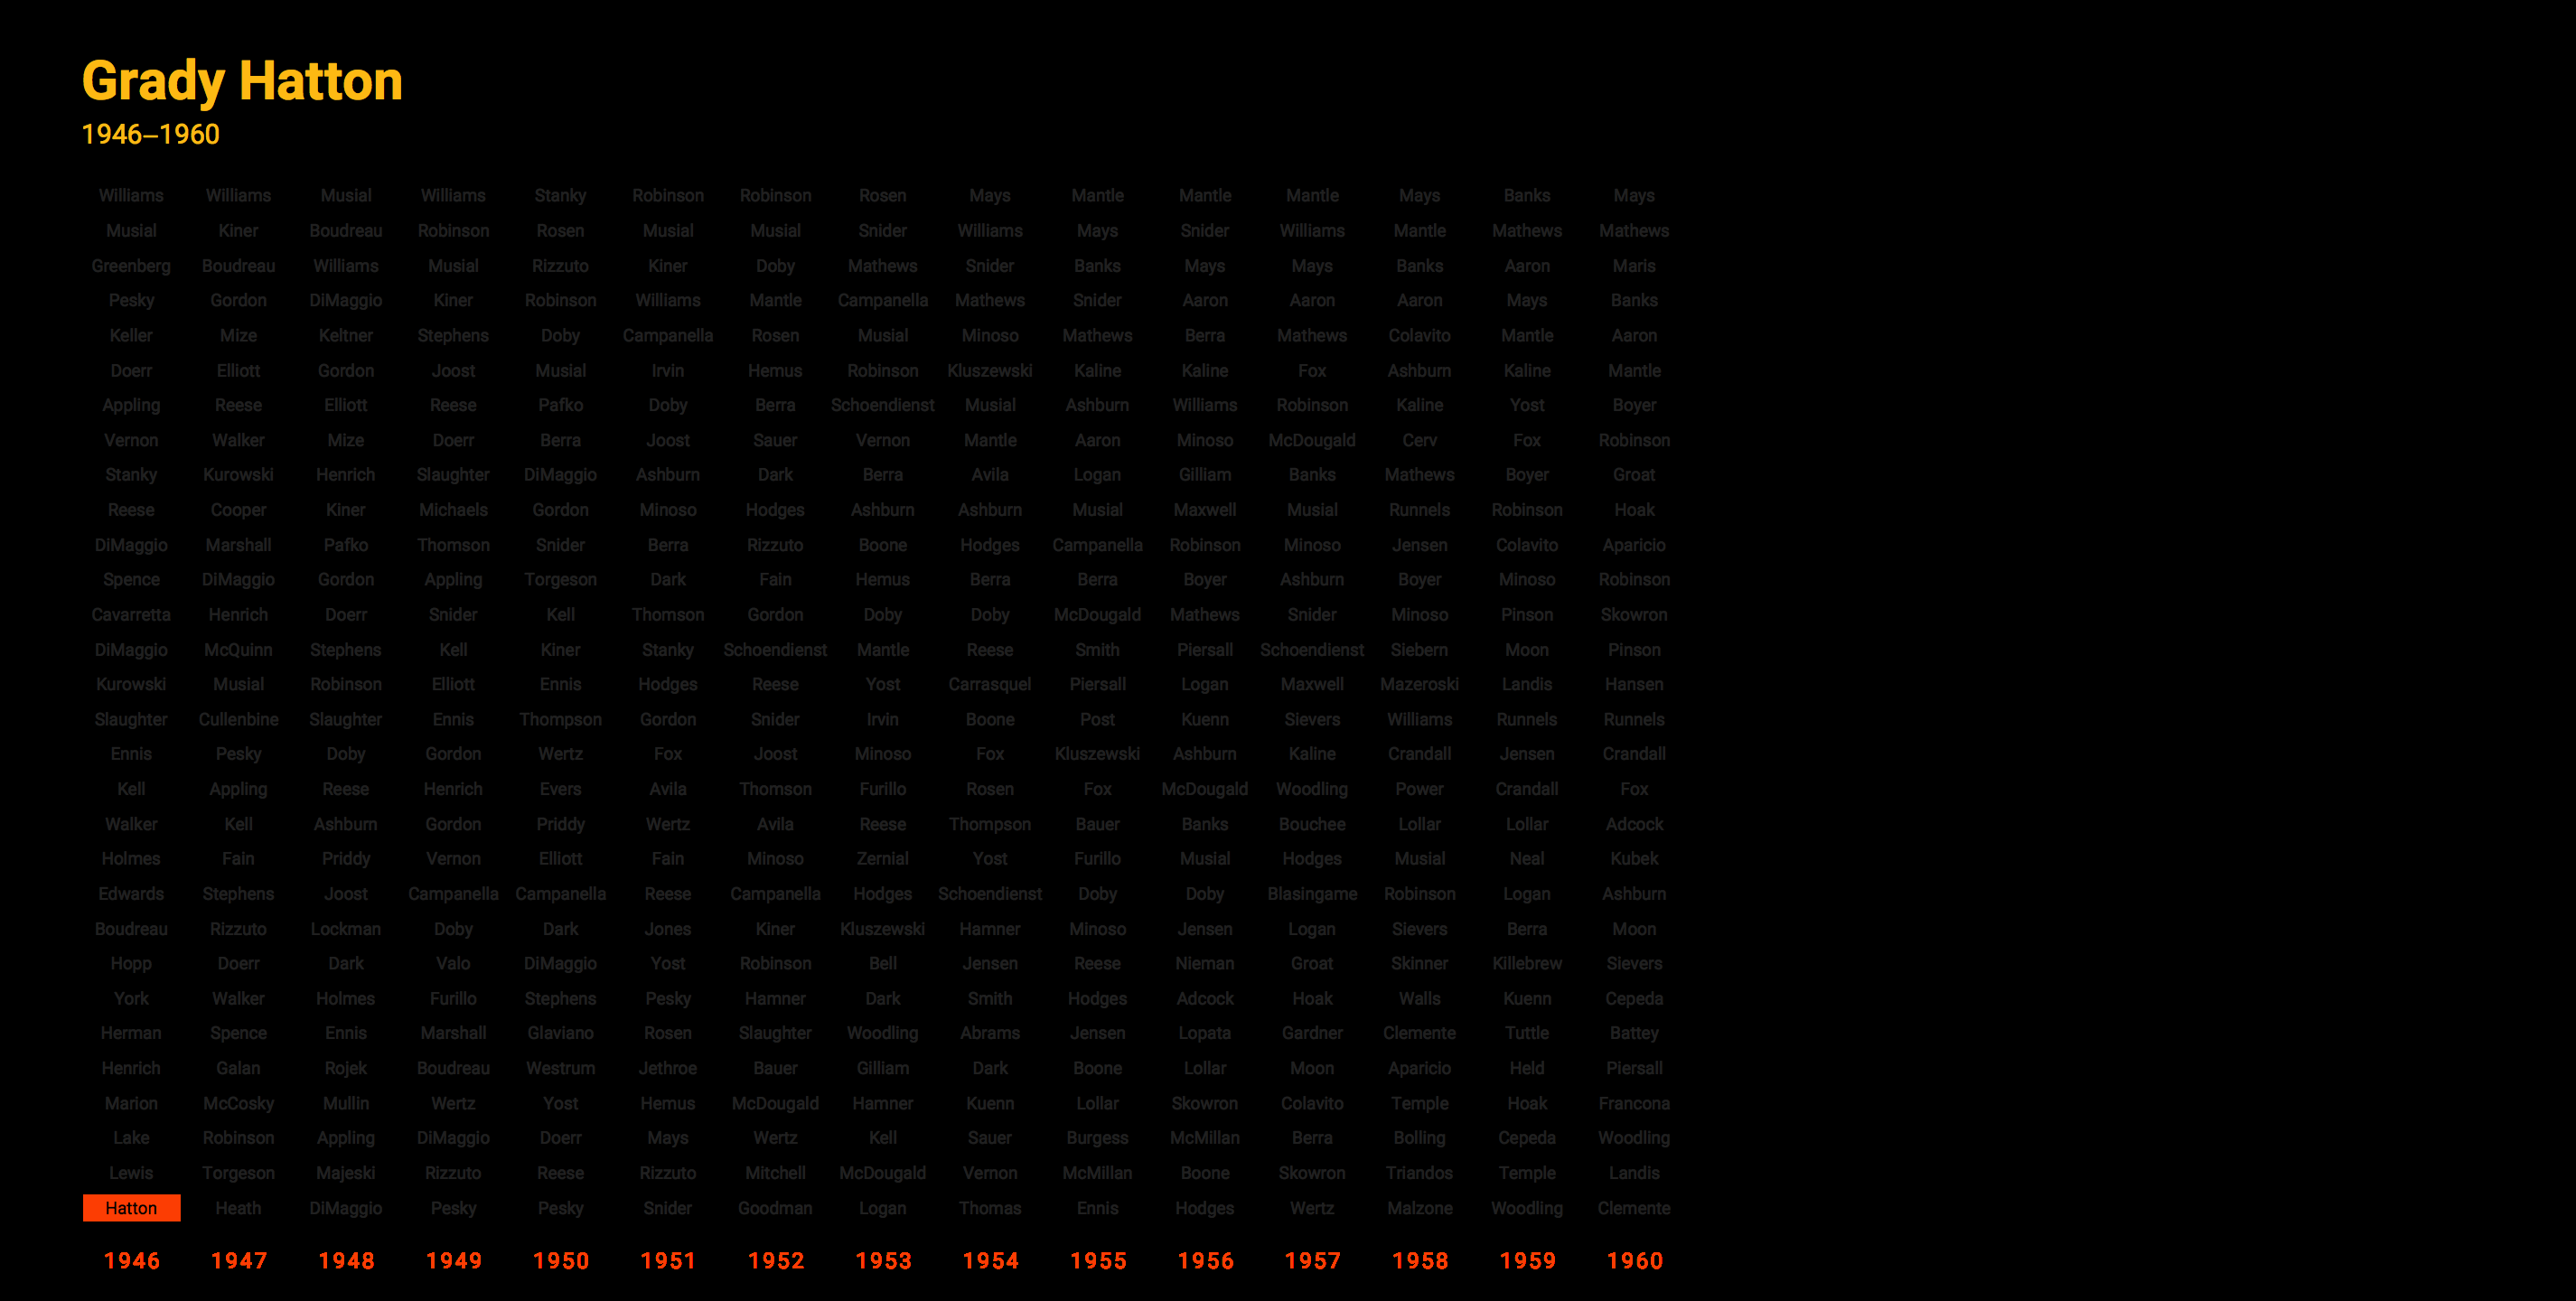 Grady Hatton
1946–1960
Williams Williams Musial Williams Stanky Robinson Robinson Rosen Mays Mantle Mantle Mantle Mays Banks Mays
Musial Kiner Boudreau Robinson Rosen Musial Musial Snider Williams Mays Snider Williams Mantle Mathews Mathews
Greenberg Boudreau Williams Musial Rizzuto Kiner Doby Mathews Snider Banks Mays Mays Banks Aaron Maris
Pesky Gordon DiMaggio Kiner Robinson Williams Mantle Campanella Mathews Snider Aaron Aaron Aaron Mays Banks
Keller Mize Keltner Stephens Doby Campanella Rosen Musial Minoso Mathews Berra Mathews Colavito Mantle Aaron
Doerr Elliott Gordon Joost Musial Irvin Hemus Robinson Kluszewski Kaline Kaline Fox Ashburn Kaline Mantle
Appling Reese Elliott Reese Pafko Doby Berra Schoendienst Musial Ashburn Williams Robinson Kaline Yost Boyer
Vernon Walker Mize Doerr Berra Joost Sauer Vernon Mantle Aaron Minoso McDougald Cerv Fox Robinson
Stanky Kurowski Henrich Slaughter DiMaggio Ashburn Dark Berra Avila Logan Gilliam Banks Mathews Boyer Groat
Reese Cooper Kiner Michaels Gordon Minoso Hodges Ashburn Ashburn Musial Maxwell Musial Runnels Robinson Hoak
DiMaggio Marshall Pafko Thomson Snider Berra Rizzuto Boone Hodges Campanella Robinson Minoso Jensen Colavito Aparicio
Spence DiMaggio Gordon Appling Torgeson Dark Fain Hemus Berra Berra Boyer Ashburn Boyer Minoso Robinson
Cavarretta Henrich Doerr Snider Kell Thomson Gordon Doby Doby McDougald Mathews Snider Minoso Pinson Skowron
DiMaggio McQuinn Stephens Kell Kiner Stanky Schoendienst Mantle Reese Smith Piersall Schoendienst Siebern Moon Pinson
Kurowski Musial Robinson Elliott Ennis Hodges Reese Yost Carrasquel Piersall Logan Maxwell Mazeroski Landis Hansen
Slaughter Cullenbine Slaughter Ennis Thompson Gordon Snider Irvin Boone Post Kuenn Sievers Williams Runnels Runnels
Ennis Pesky Doby Gordon Wertz Fox Joost Minoso Fox Kluszewski Ashburn Kaline Crandall Jensen Crandall
Kell Appling Reese Henrich Evers Avila Thomson Furillo Rosen Fox McDougald Woodling Power Crandall Fox
Walker Kell Ashburn Gordon Priddy Wertz Avila Reese Thompson Bauer Banks Bouchee Lollar Lollar Adcock
Holmes Fain Priddy Vernon Elliott Fain Minoso Zernial Yost Furillo Musial Hodges Musial Neal Kubek
Edwards Stephens Joost Campanella Campanella Reese Campanella Hodges Schoendienst Doby Doby Blasingame Robinson Logan Ashburn
Boudreau Rizzuto Lockman Doby Dark Jones Kiner Kluszewski Hamner Minoso Jensen Logan Sievers Berra Moon
Hopp Doerr Dark Valo DiMaggio Yost Robinson Bell Jensen Reese Nieman Groat Skinner Killebrew Sievers
York Walker Holmes Furillo Stephens Pesky Hamner Dark Smith Hodges Adcock Hoak Walls Kuenn Cepeda
Herman Spence Ennis Marshall Glaviano Rosen Slaughter Woodling Abrams Jensen Lopata Gardner Clemente Tuttle Battey
Henrich Galan Rojek Boudreau Westrum Jethroe Bauer Gilliam Dark Boone Lollar Moon Aparicio Held Piersall
Marion McCosky Mullin Wertz Yost Hemus McDougald Hamner Kuenn Lollar Skowron Colavito Temple Hoak Francona
Lake Robinson Appling DiMaggio Doerr Mays Wertz Kell Sauer Burgess McMillan Berra Bolling Cepeda Woodling
Lewis Torgeson Majeski Rizzuto Reese Rizzuto Mitchell McDougald Vernon McMillan Boone Skowron Triandos Temple Landis
Hatton Heath DiMaggio Pesky Pesky Snider Goodman Logan Thomas Ennis Hodges Wertz Malzone Woodling Clemente
1946 1947 1948 1949 1950 1951 1952 1953 1954 1955 1956 1957 1958 1959 1960